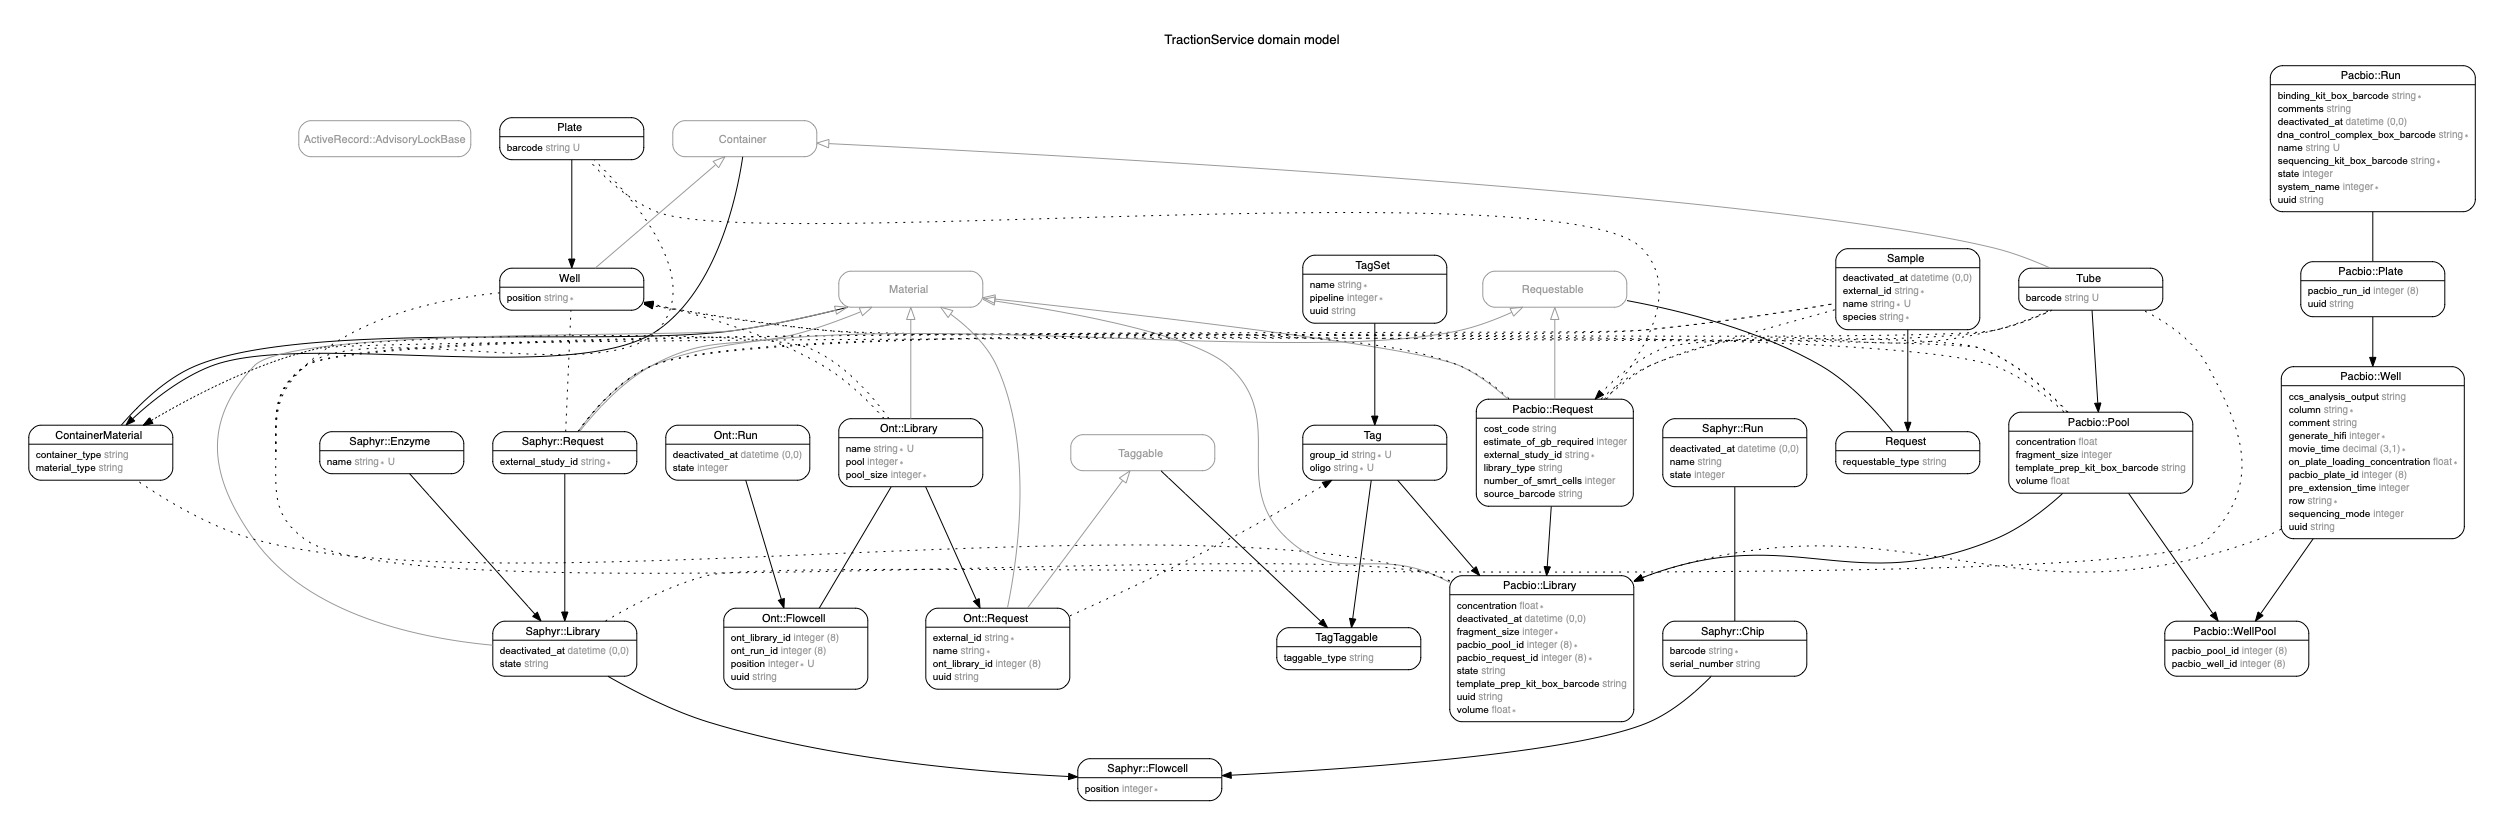 TractionService domain model
Pacbio::Run
binding_kit_box_barcode string *
comments string
deactivated_at datetime (0,0)
dna_control_complex_box_barcode string *
name string U
sequencing_kit_box_barcode string *
state integer
system_name integer *
uuid string
ActiveRecord::AdvisoryLockBase
Plate
barcode string U
Container
Well
position string *
Material
TagSet
name string *
pipeline integer *
uuid string
Requestable
Sample
deactivated_at datetime (0,0)
external_id string *
name string * U
species string *
Tube
barcode string U
Pacbio::Plate
pacbio_run_id integer (8)
uuid string
ContainerMaterial
container_type string
material_type string
Saphyr::Enzyme
name string * U
Saphyr::Request
external_study_id string *
Ont::Run
deactivated_at datetime (0,0)
state integer
Ont::Library
name string * U
pool integer *
pool_size integer *
Taggable
Tag
group_id string * U
oligo string * U
Pacbio::Request
cost_code string
estimate_of_gb_required integer
external_study_id string *
library_type string
number_of_smrt_cells integer
source_barcode string
Saphyr::Run
deactivated_at datetime (0,0)
name string
state integer
Request
requestable_type string
Pacbio::Pool
concentration float
fragment_size integer
template_prep_kit_box_barcode string
volume float
Pacbio::Well
ccs_analysis_output string
column string *
comment string
generate_hifi integer *
movie_time decimal (3,1) *
on_plate_loading_concentration float *
pacbio_plate_id integer (8)
pre_extension_time integer
row string *
sequencing_mode integer
uuid string
Saphyr::Library
deactivated_at datetime (0,0)
state string
Ont::Flowcell
ont_library_id integer (8)
ont_run_id integer (8)
position integer * U
uuid string
Ont::Request
external_id string *
name string *
ont_library_id integer (8)
uuid string
TagTaggable
taggable_type string
Pacbio::Library
concentration float *
deactivated_at datetime (0,0)
fragment_size integer *
pacbio_pool_id integer (8) *
pacbio_request_id integer (8) *
state string
template_prep_kit_box_barcode string
uuid string
volume float *
Saphyr::Chip
barcode string *
serial_number string
Pacbio::WellPool
pacbio_pool_id integer (8)
pacbio_well_id integer (8)
Saphyr::Flowcell
position integer *